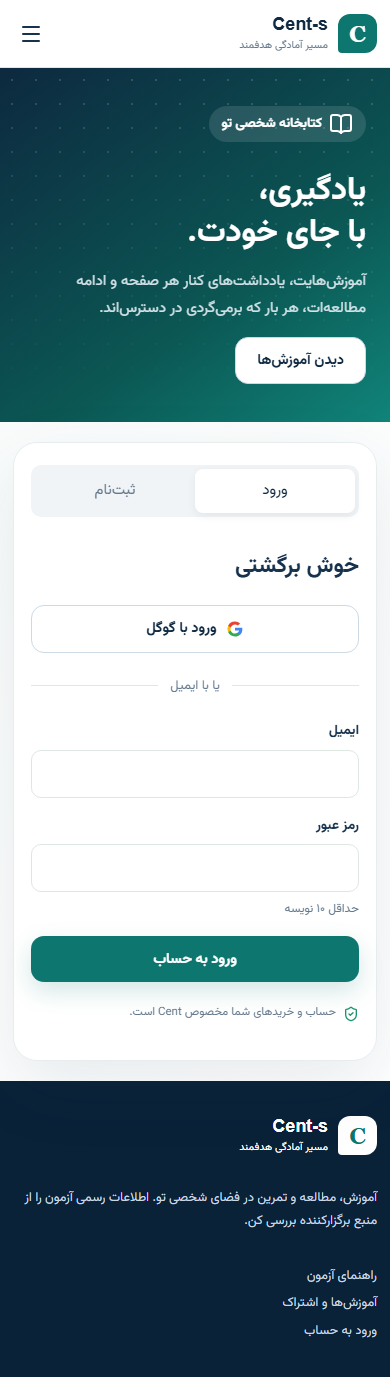 C
Cent-s
مسیر آمادگی هدفمند
کتابخانه شخصی تو
یادگیری،
با جای خودت.
آموزش‌هایت، یادداشت‌های کنار هر صفحه و ادامه
مطالعه‌ات، هر بار که برمی‌گردی در دسترس‌اند.
دیدن آموزش‌ها
ورود
ثبت‌نام
خوش برگشتی
ورود با گوگل
یا با ایمیل
ایمیل
رمز عبور
حداقل ۱۰ نویسه
ورود به حساب
حساب و خریدهای شما مخصوص Cent است.
C
Cent-s
مسیر آمادگی هدفمند
آموزش، مطالعه و تمرین در فضای شخصی تو. اطلاعات رسمی آزمون را از
منبع برگزارکننده بررسی کن.
راهنمای آزمون
آموزش‌ها و اشتراک
ورود به حساب